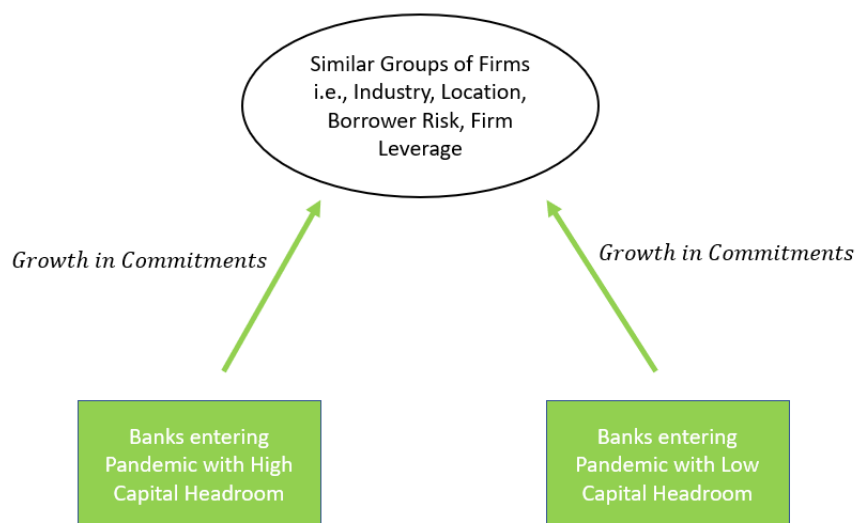 Similar Groups of Firms
i.e., Industry, Location,
Borrower Risk, Firm
Leverage
Growth in Commitments
Growth in Commitments
Banks entering
Pandemic with High
Capital Headroom
Banks entering
Pandemic with Low
Capital Headroom